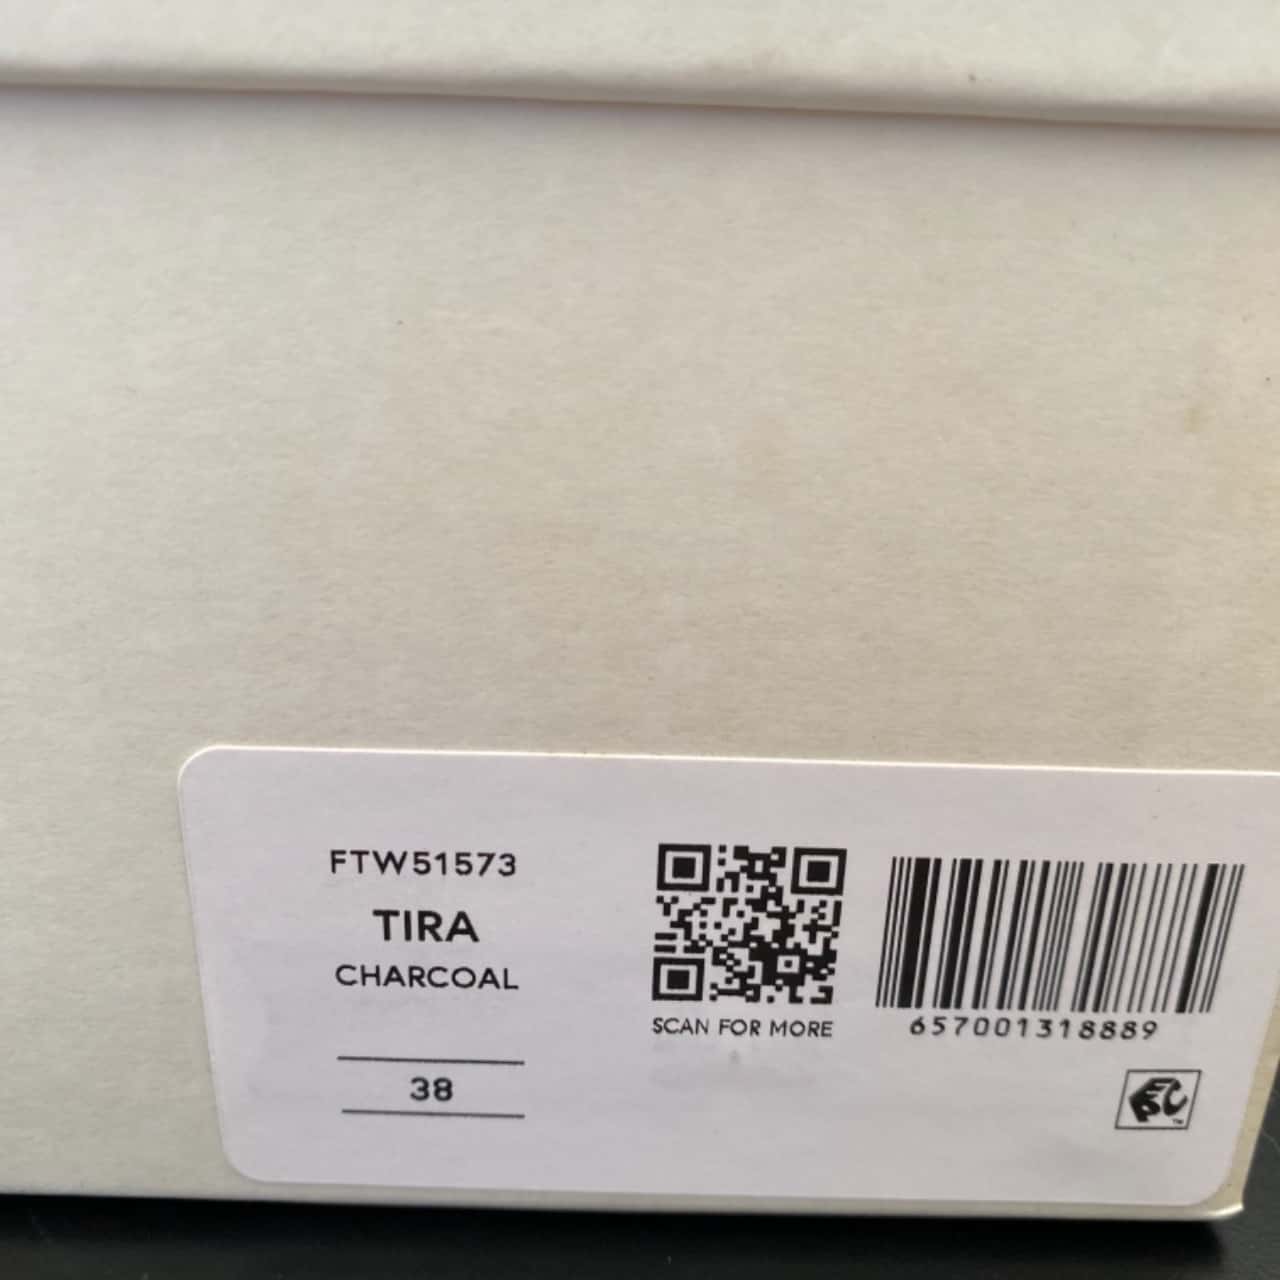 FTW51573
TIRA
CHARCOAL
38
SCAN FOR MORE
657001318889